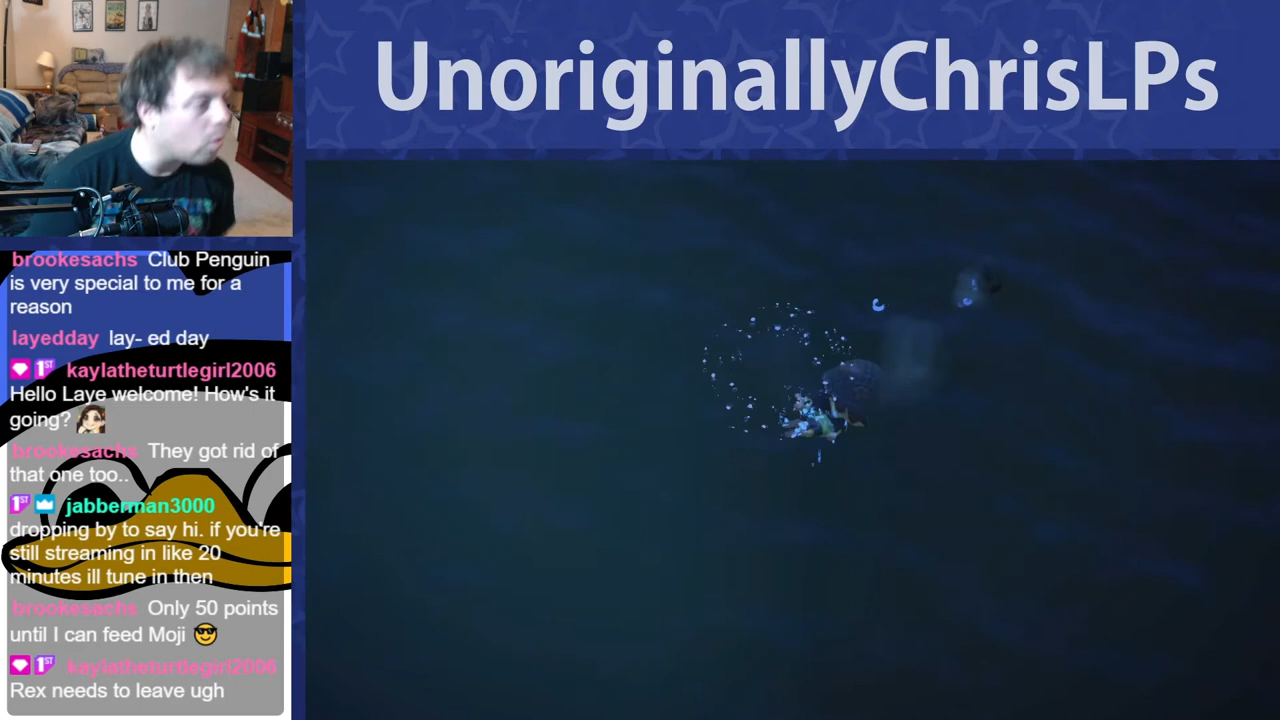 UnoriginallyChrisLPs
brookesachs Club Penguin
is very special to me for a
reason
layedday lay- ed day
1ST kaylatheturtlegirl2006
Hello Laye welcome! How's it
going?
brookesachs They got rid of
that one too..
1ST jabberman3000
dropping by to say hi. if you're
still streaming in like 20
minutes ill tune in then
brookesachs Only 50 points
until I can feed Moji 😎
1ST kaylatheturtlegirl2006
Rex needs to leave ugh